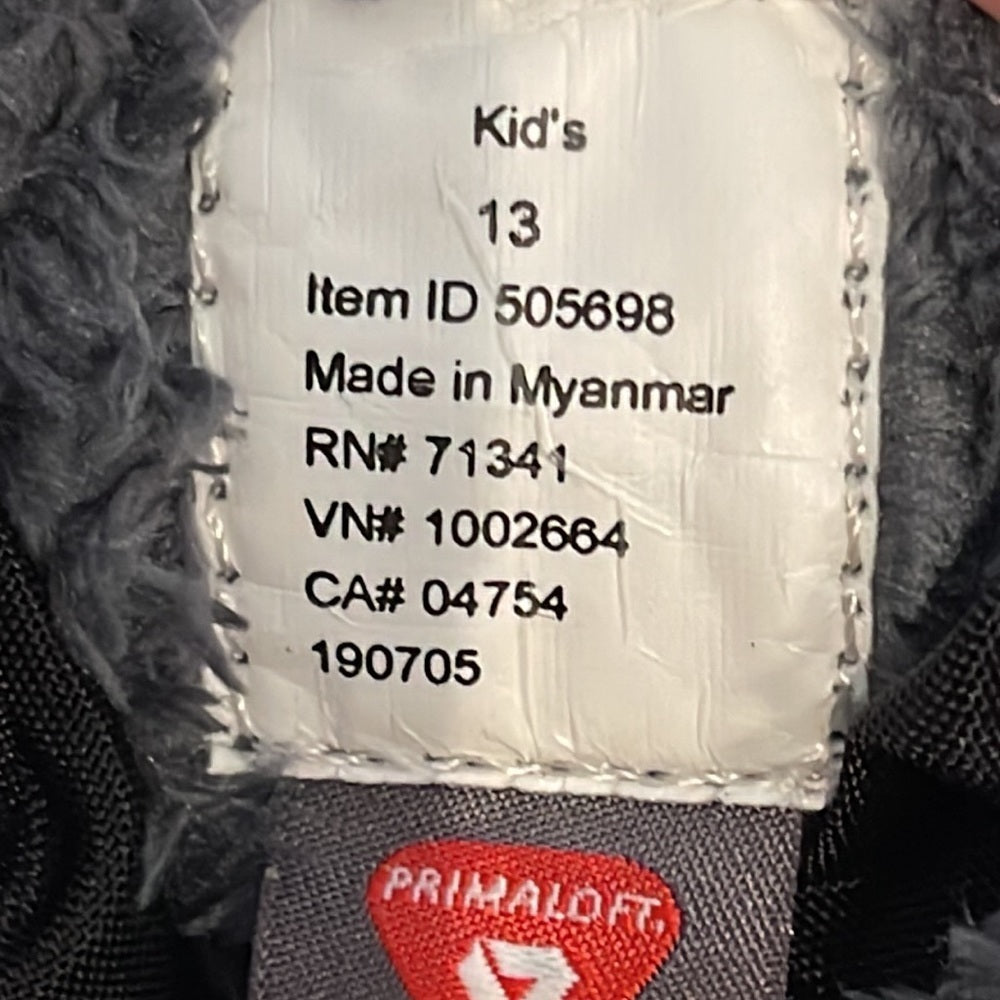 Kid's
13
Item ID 505698
Made in Myanmar
RN# 71341
VN# 1002664
CA# 04754
190705
PRIMALOFT.